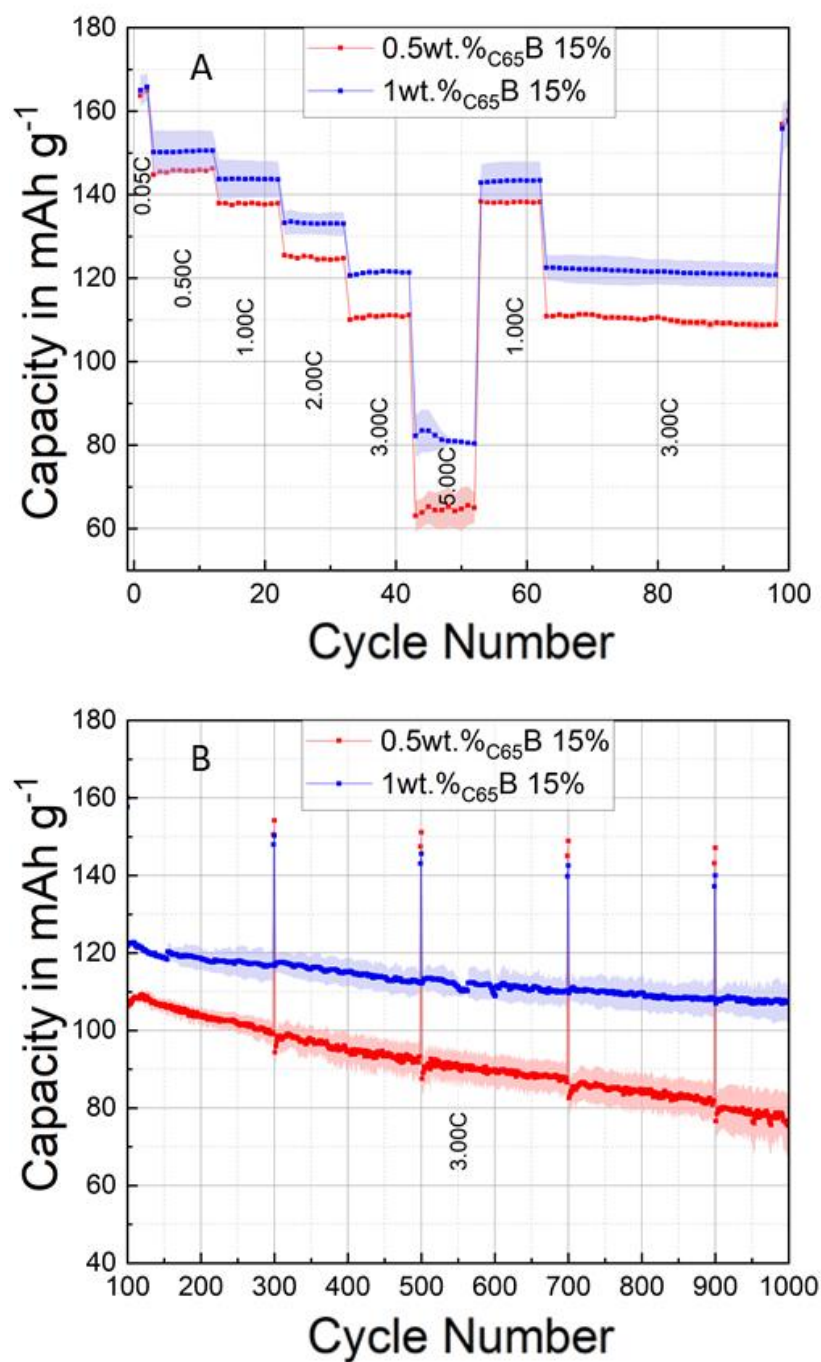 A
0.5wt.%C65B 15%
1wt.%C65B 15%
180
160
140
120
100
80
60
Capacity in mAh g-1
0.05C
0.50C
1.00C
2.00C
3.00C
5.00C
1.00C
3.00C
0
20
40
60
80
100
Cycle Number
B
0.5wt.%C65B 15%
1wt.%C65B 15%
180
160
140
120
100
80
60
40
Capacity in mAh g-1
3.00C
100
200
300
400
500
600
700
800
900
1000
Cycle Number